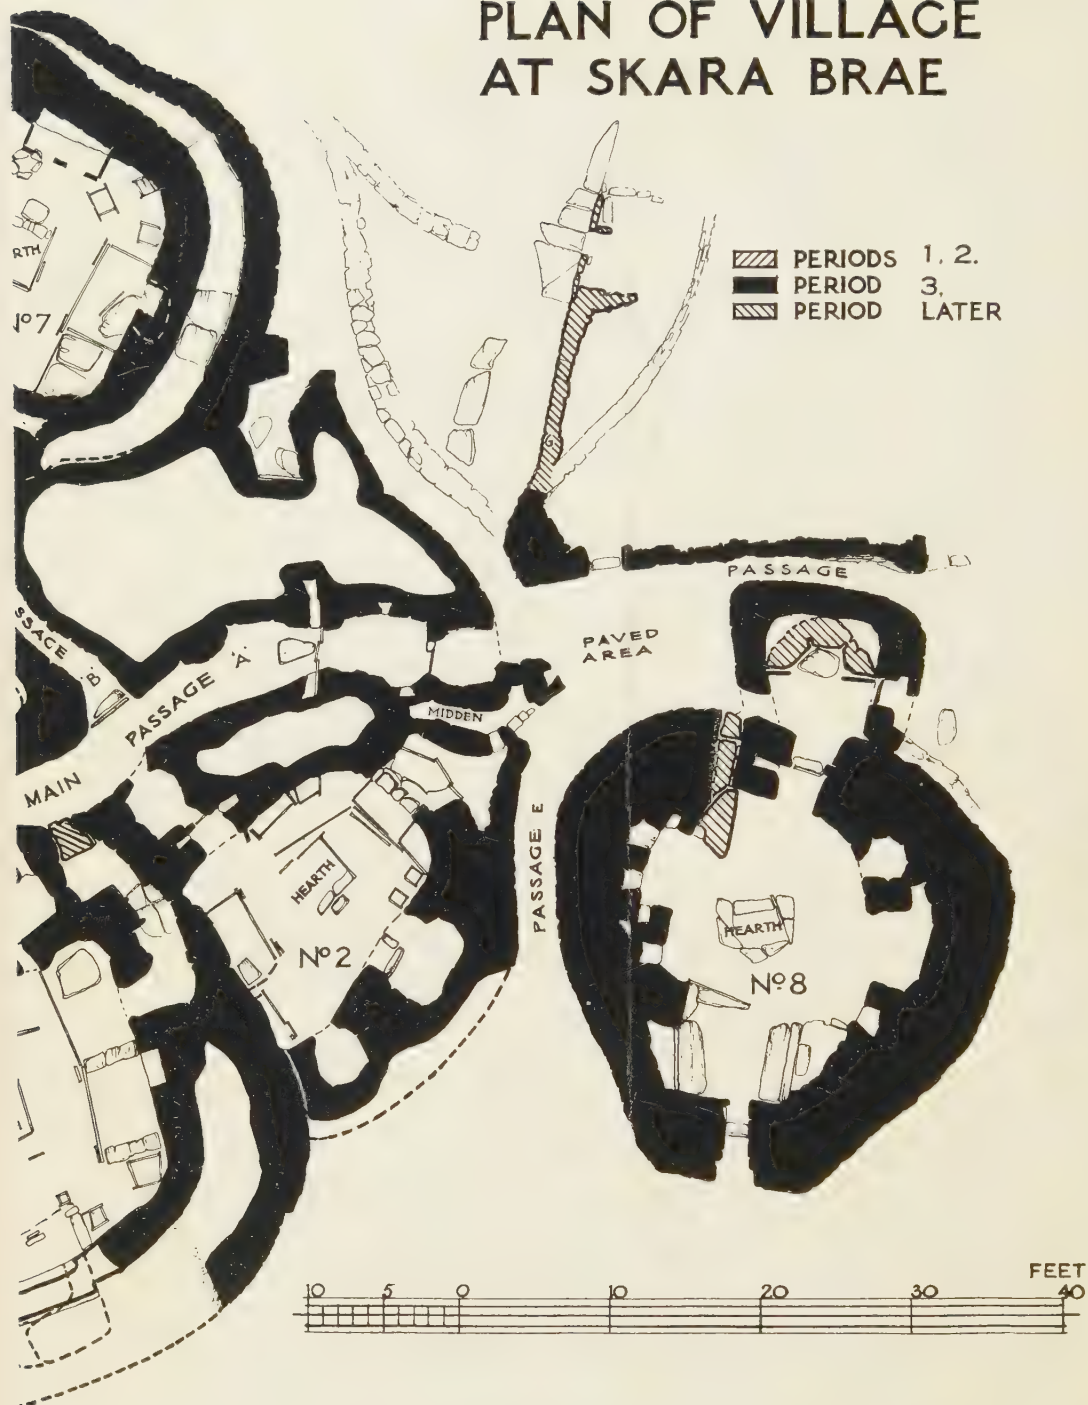 PLAN OF VILLAGE
AT SKARA BRAE
PERIODS 1, 2.
PERIOD 3,
PERIOD LATER
RTH
Nº7
PASSAGE
PAVED
AREA
SSAGE
'B'
MAIN PASSAGE 'A'
MIDDEN
PASSAGE E
HEARTH
Nº2
HEARTH
Nº8
FEET
10 5 0 10 20 30 40